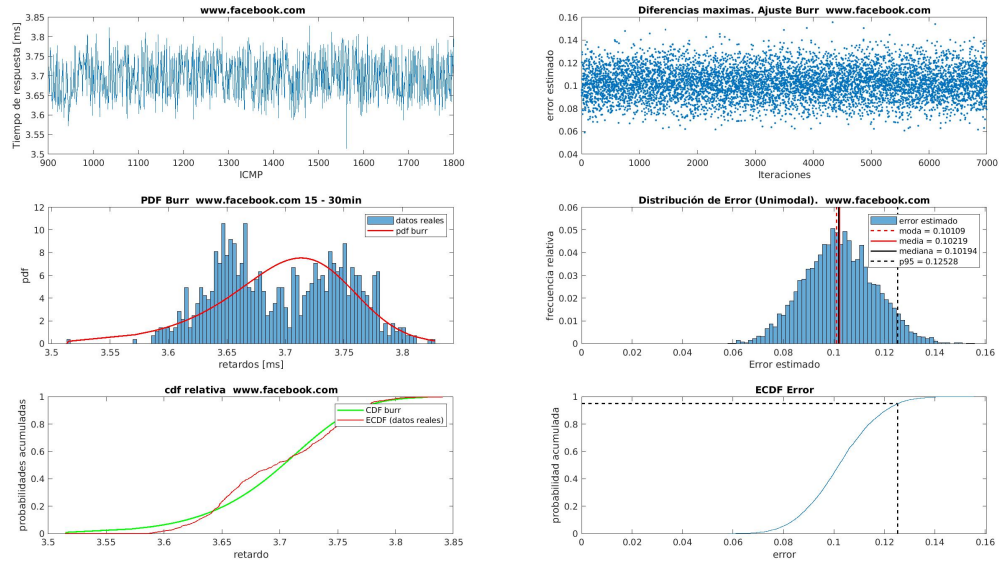 www.facebook.com
Tiempo de respuesta [ms]
3.85
3.8
3.75
3.7
3.65
3.6
3.55
3.5
900 1000 1100 1200 1300 1400 1500 1600 1700 1800
ICMP
Diferencias maximas. Ajuste Burr www.facebook.com
error estimado
0.16
0.14
0.12
0.1
0.08
0.06
0.04
0 1000 2000 3000 4000 5000 6000 7000
Iteraciones
PDF Burr www.facebook.com 15 - 30min
pdf
12
10
8
6
4
2
0
3.5 3.55 3.6 3.65 3.7 3.75 3.8
retardos [ms]
datos reales
pdf burr
Distribución de Error (Unimodal). www.facebook.com
frecuencia relativa
0.06
0.05
0.04
0.03
0.02
0.01
0
0 0.02 0.04 0.06 0.08 0.1 0.12 0.14 0.16
Error estimado
error estimado
moda = 0.10109
media = 0.10219
mediana = 0.10194
p95 = 0.12528
cdf relativa www.facebook.com
probabilidades acumuladas
1
0.8
0.6
0.4
0.2
0
3.5 3.55 3.6 3.65 3.7 3.75 3.8 3.85
retardo
CDF burr
ECDF (datos reales)
ECDF Error
probabilidad acumulada
1
0.8
0.6
0.4
0.2
0
0 0.02 0.04 0.06 0.08 0.1 0.12 0.14 0.16
error